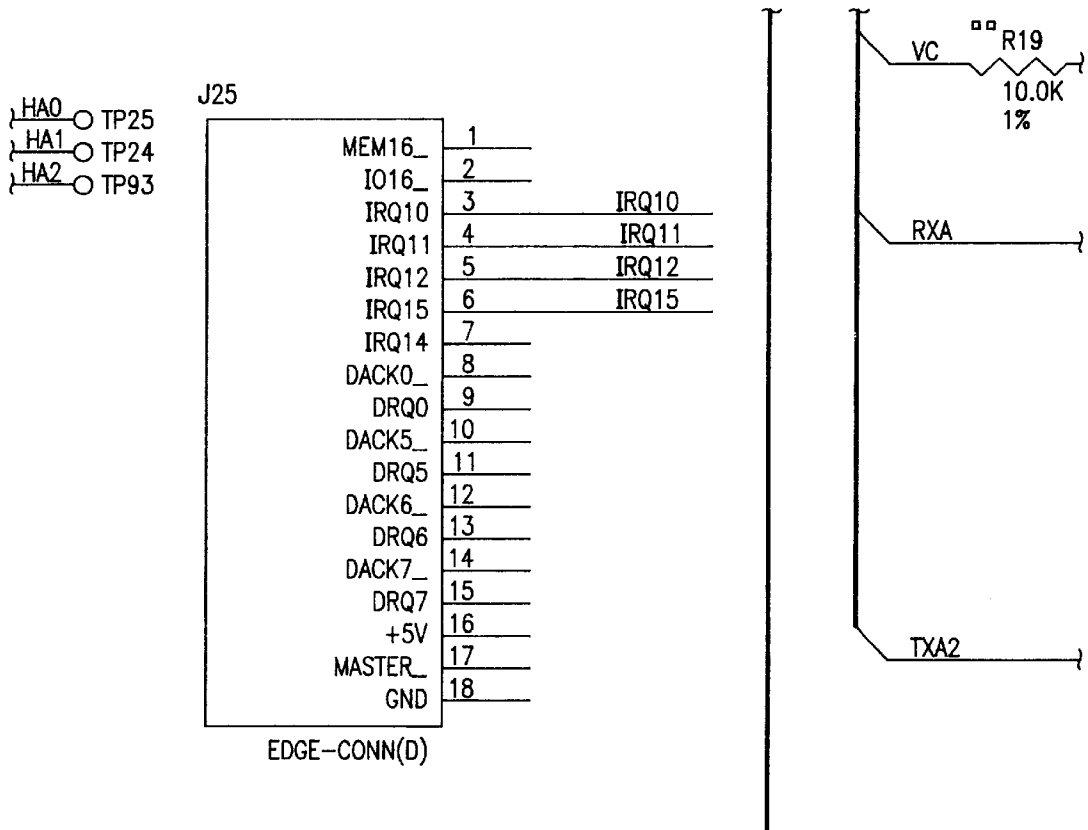 HA0 TP25
HA1 TP24
HA2 TP93
J25
MEM16_ 1
IO16_ 2
IRQ10 3 IRQ10
IRQ11 4 IRQ11
IRQ12 5 IRQ12
IRQ15 6 IRQ15
IRQ14 7
DACK0_ 8
DRQ0 9
DACK5_ 10
DRQ5 11
DACK6_ 12
DRQ6 13
DACK7_ 14
DRQ7 15
+5V 16
MASTER_ 17
GND 18
EDGE-CONN(D)
VC R19
10.0K
1%
RXA
TXA2